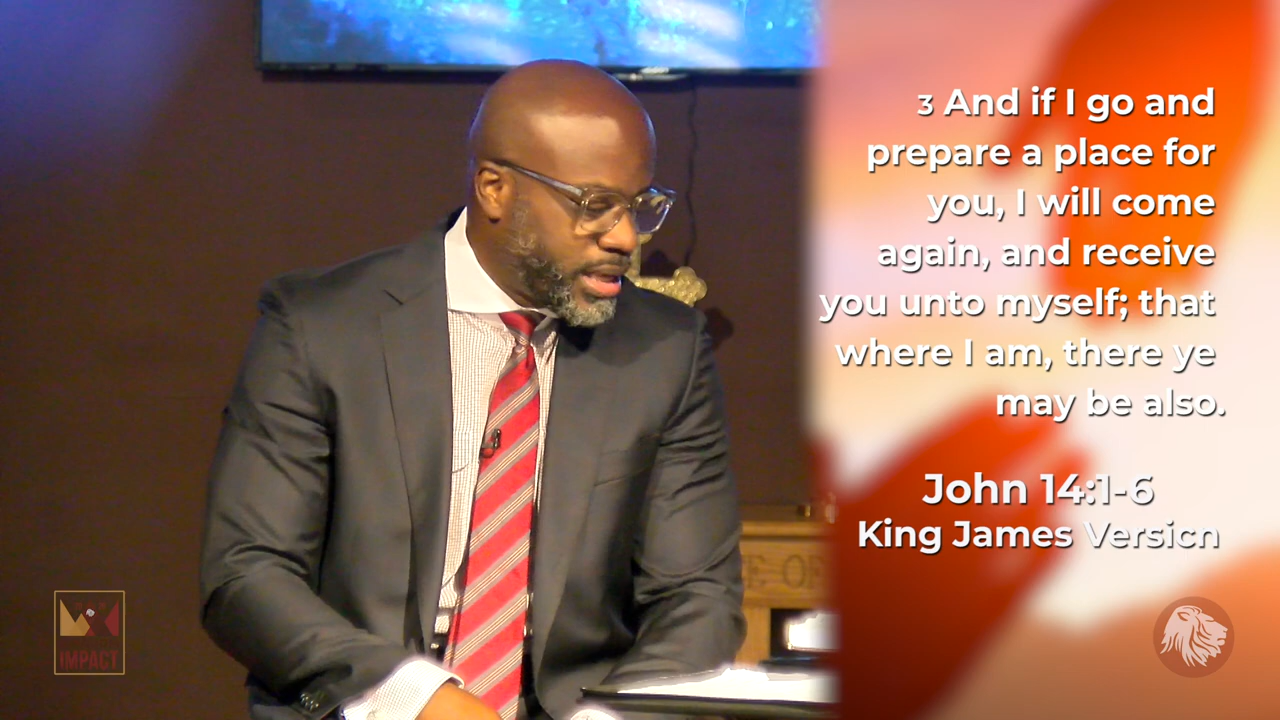 3 And if I go and
prepare a place for
you, I will come
again, and receive
you unto myself; that
where I am, there ye
may be also.
John 14:1-6
King James Version
IMPACT
E OF